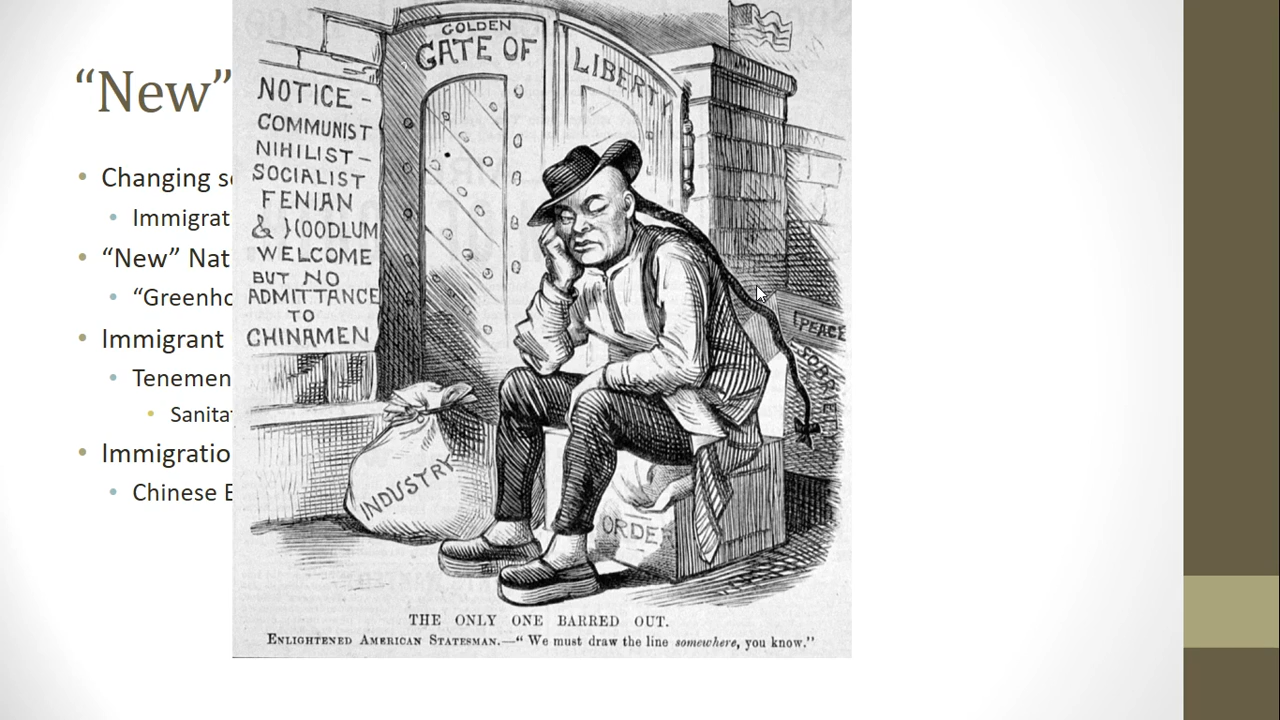 “New”
Changing s
Immigrat
“New” Nat
“Greenho
Immigrant
Tenemen
Sanita
Immigratio
Chinese E
GOLDEN
GATE OF
LIBERTY
NOTICE -
COMMUNIST
NIHILIST -
SOCIALIST
FENIAN
& HOODLUM
WELCOME
BUT NO
ADMITTANCE
TO
CHINAMEN
PEACE
SOBRIET
INDUSTRY
ORDER
THE ONLY ONE BARRED OUT.
ENLIGHTENED AMERICAN STATESMAN.—“ We must draw the line somewhere, you know.”